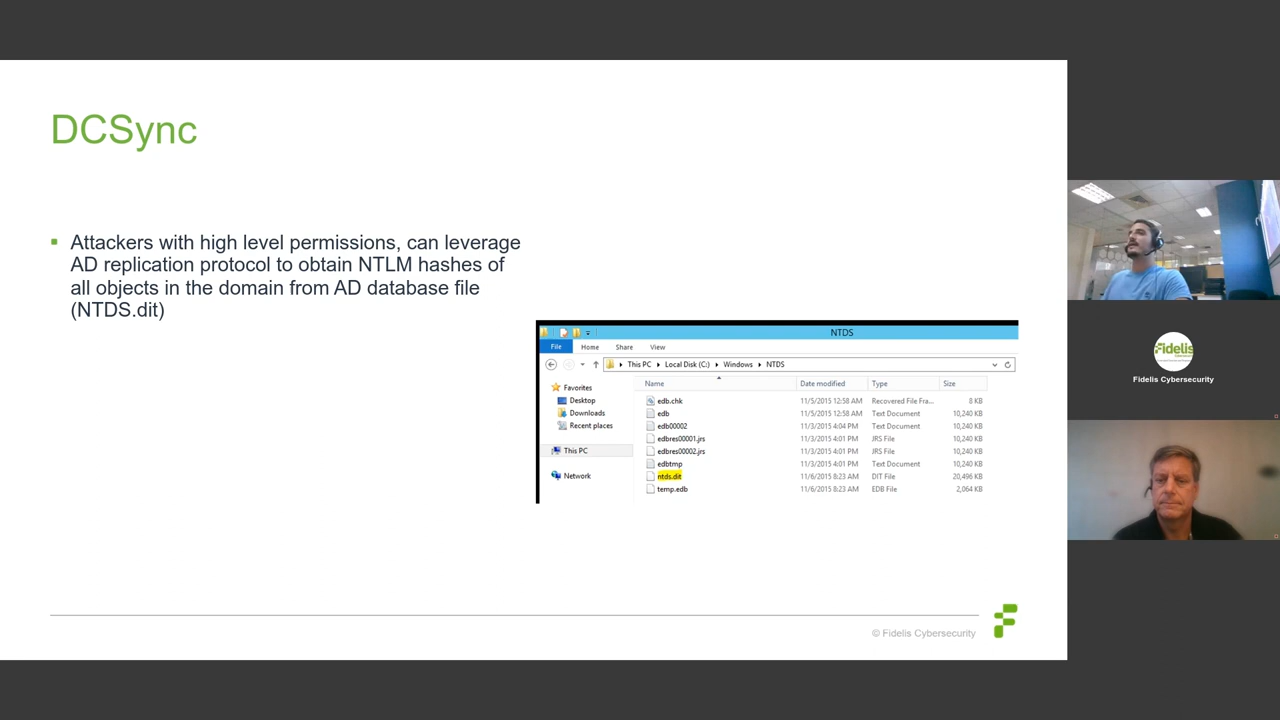 DCSync
Attackers with high level permissions, can leverage
AD replication protocol to obtain NTLM hashes of
all objects in the domain from AD database file
(NTDS.dit)
NTDS
File Home Share View
This PC Local Disk (C:) Windows NTDS
Favorites
Desktop
Downloads
Recent places
This PC
Network
Name Date modified Type Size
edb.chk 11/5/2015 12:58 AM Recovered File Fra... 8 KB
edb 11/5/2015 12:58 AM Text Document 10,240 KB
edb00002 11/3/2015 4:04 PM Text Document 10,240 KB
edbres00001.jrs 11/3/2015 4:01 PM JRS File 10,240 KB
edbres00002.jrs 11/3/2015 4:01 PM JRS File 10,240 KB
edbtmp 11/3/2015 4:01 PM Text Document 10,240 KB
ntds.dit 11/6/2015 8:23 AM DIT File 20,496 KB
temp.edb 11/6/2015 8:23 AM EDB File 2,064 KB
© Fidelis Cybersecurity
Fidelis
Fidelis Cybersecurity